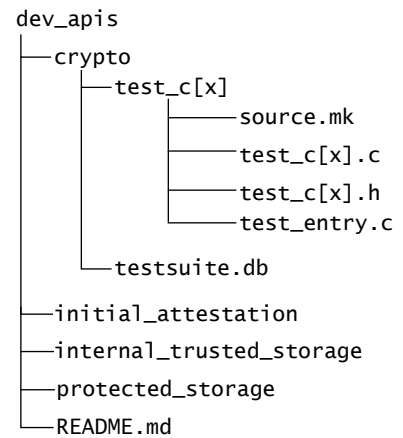 dev_apis
crypto
test_c[x]
source.mk
test_c[x].c
test_c[x].h
test_entry.c
testsuite.db
initial_attestation
internal_trusted_storage
protected_storage
README.md